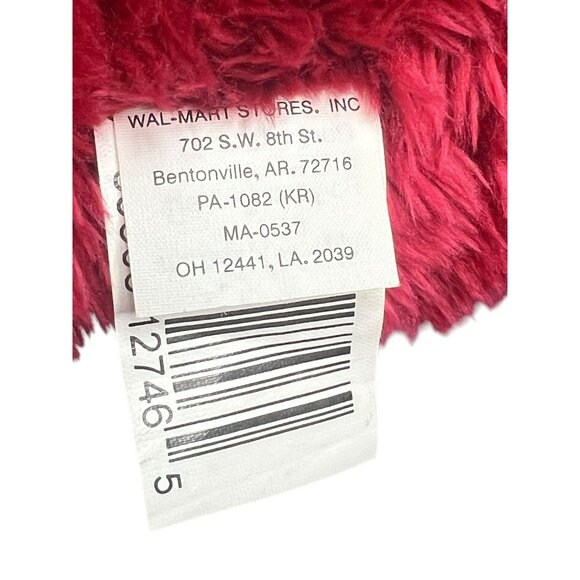 WAL-MART STORES. INC
702 S.W. 8th St.
Bentonville, AR. 72716
PA-1082 (KR)
MA-0537
OH 12441, LA. 2039
12746
5